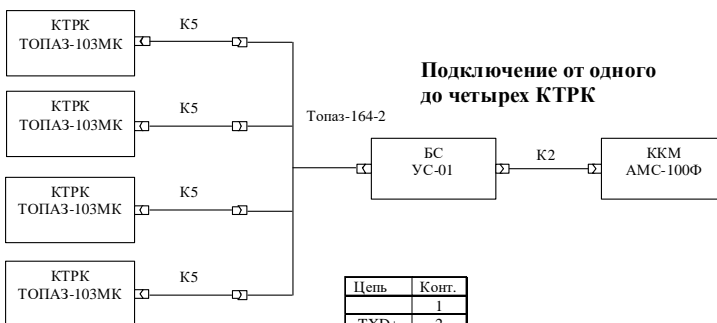 КТРК
ТОПАЗ-103МК
К5
КТРК
ТОПАЗ-103МК
К5
КТРК
ТОПАЗ-103МК
К5
КТРК
ТОПАЗ-103МК
К5
Топаз-164-2
Подключение от одного
до четырех КТРК
БС
УС-01
К2
ККМ
АМС-100Ф
Цепь Конт.
1
TXD+ 2